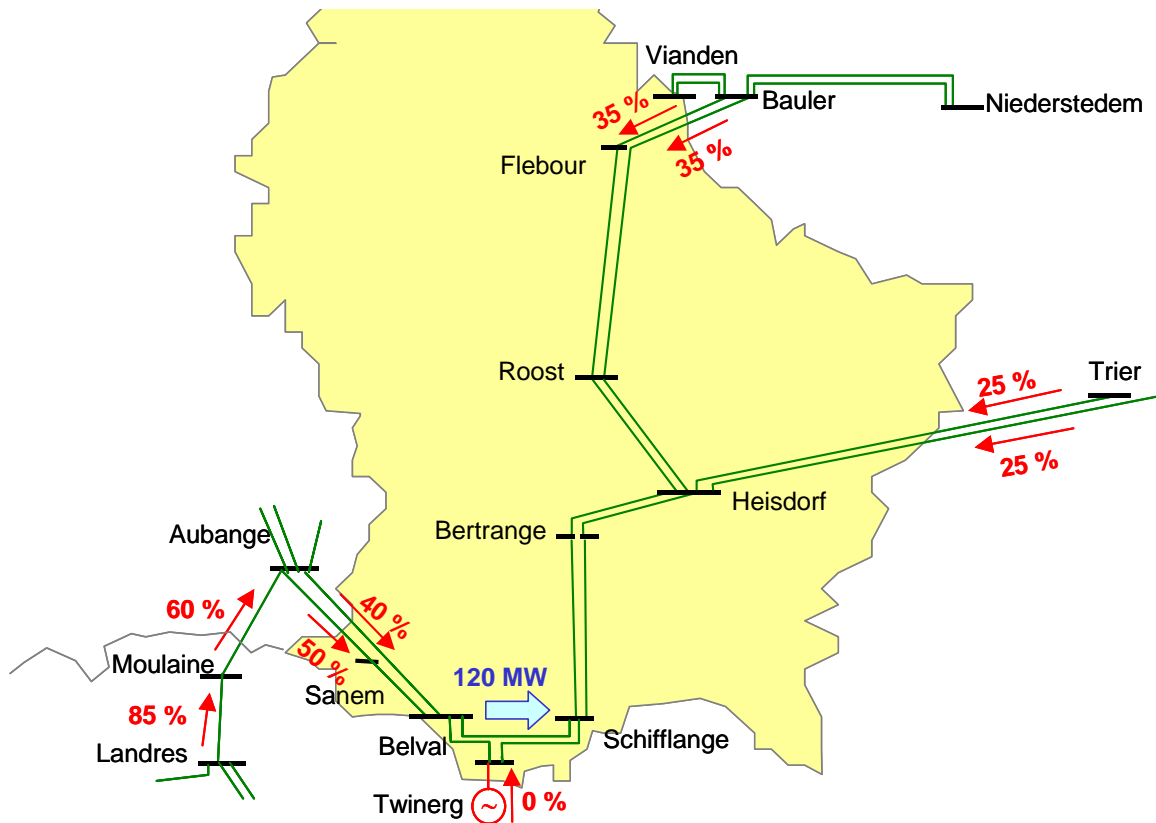 Vianden
Bauler
Niederstedem
35 %
35 %
Flebour
Roost
25 %
Trier
25 %
Heisdorf
Bertrange
Aubange
60 %
40 %
50 %
Moulaine
Sanem
120 MW
85 %
Belval
Schifflange
Landres
Twinerg
~
0 %